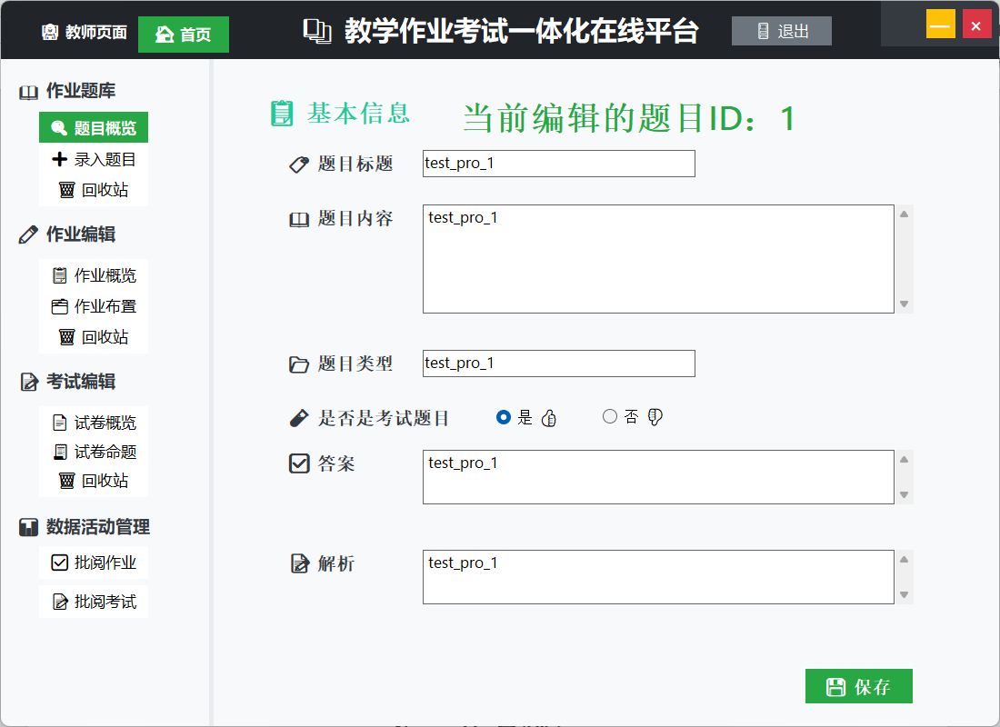 教师页面 首页 教学作业考试一体化在线平台 退出
作业题库
题目概览
录入题目
回收站
作业编辑
作业概览
作业布置
回收站
考试编辑
试卷概览
试卷命题
回收站
数据活动管理
批阅作业
批阅考试
基本信息 当前编辑的题目ID：1
题目标题 test_pro_1
题目内容 test_pro_1
题目类型 test_pro_1
是否是考试题目 是 否
答案 test_pro_1
解析 test_pro_1
保存